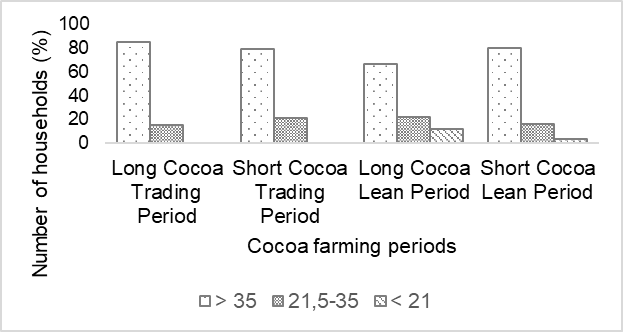 Number of households (%)
100
80
60
40
20
0
Long Cocoa Trading Period
Short Cocoa Trading Period
Long Cocoa Lean Period
Short Cocoa Lean Period
Cocoa farming periods
> 35
21,5-35
< 21